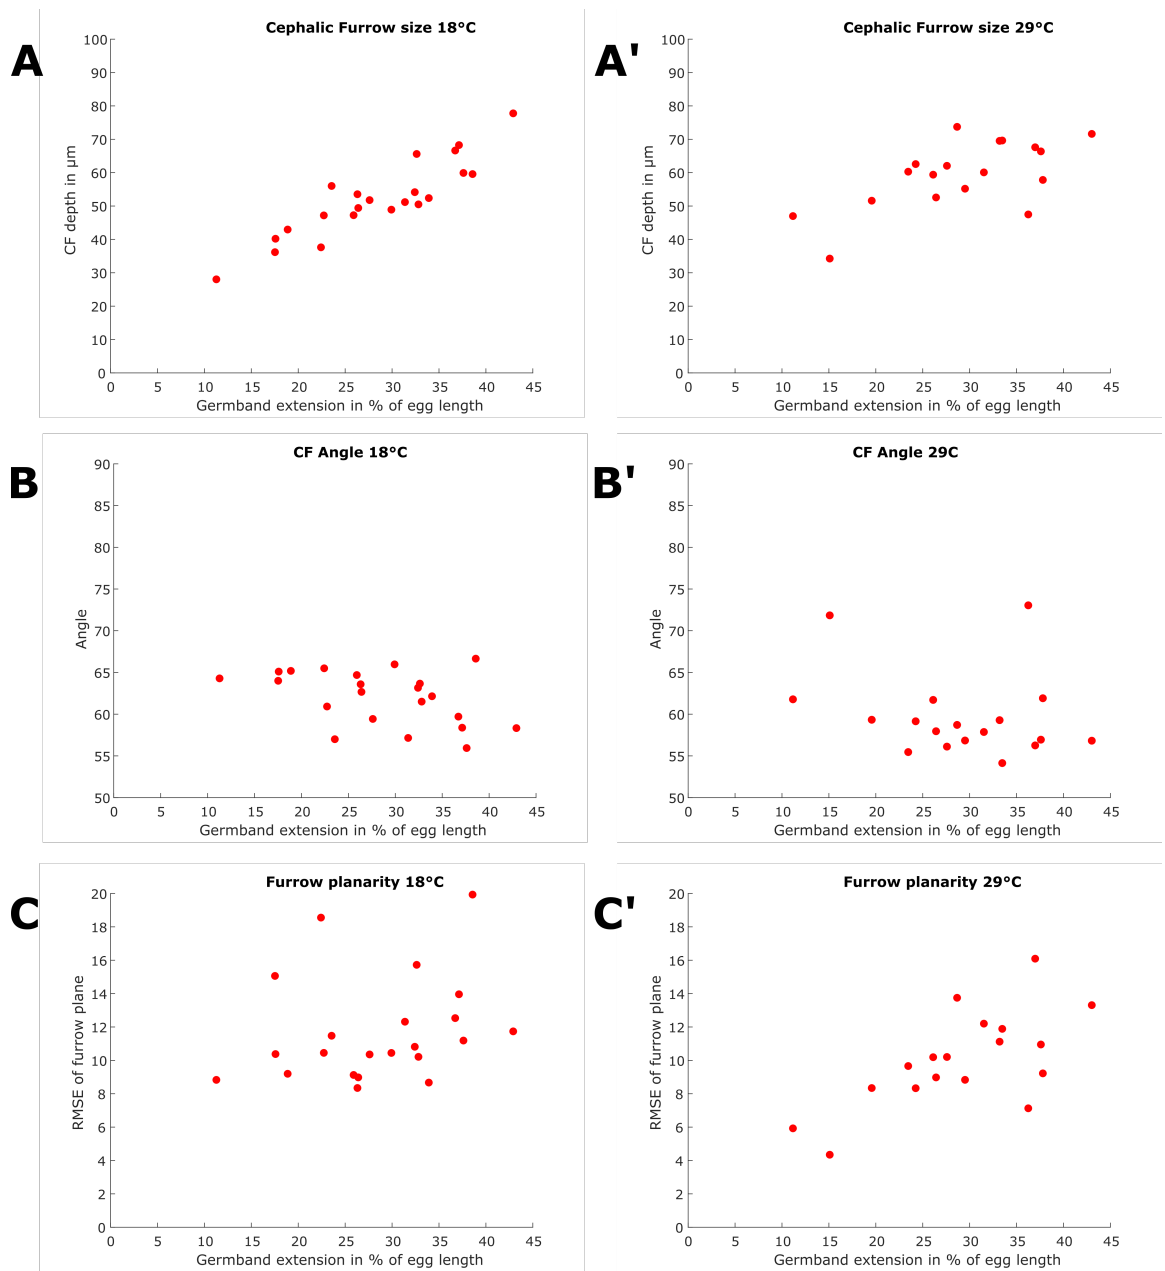 A
Cephalic Furrow size 18°C
CF depth in µm
100
90
80
70
60
50
40
30
20
10
0
0 5 10 15 20 25 30 35 40 45
Germband extension in % of egg length
A'
Cephalic Furrow size 29°C
CF depth in µm
100
90
80
70
60
50
40
30
20
10
0
0 5 10 15 20 25 30 35 40 45
Germband extension in % of egg length
B
CF Angle 18°C
Angle
90
85
80
75
70
65
60
55
50
0 5 10 15 20 25 30 35 40 45
Germband extension in % of egg length
B'
CF Angle 29C
Angle
90
85
80
75
70
65
60
55
50
0 5 10 15 20 25 30 35 40 45
Germband extension in % of egg length
C
Furrow planarity 18°C
RMSE of furrow plane
20
18
16
14
12
10
8
6
4
2
0
0 5 10 15 20 25 30 35 40 45
Germband extension in % of egg length
C'
Furrow planarity 29°C
RMSE of furrow plane
20
18
16
14
12
10
8
6
4
2
0
0 5 10 15 20 25 30 35 40 45
Germband extension in % of egg length